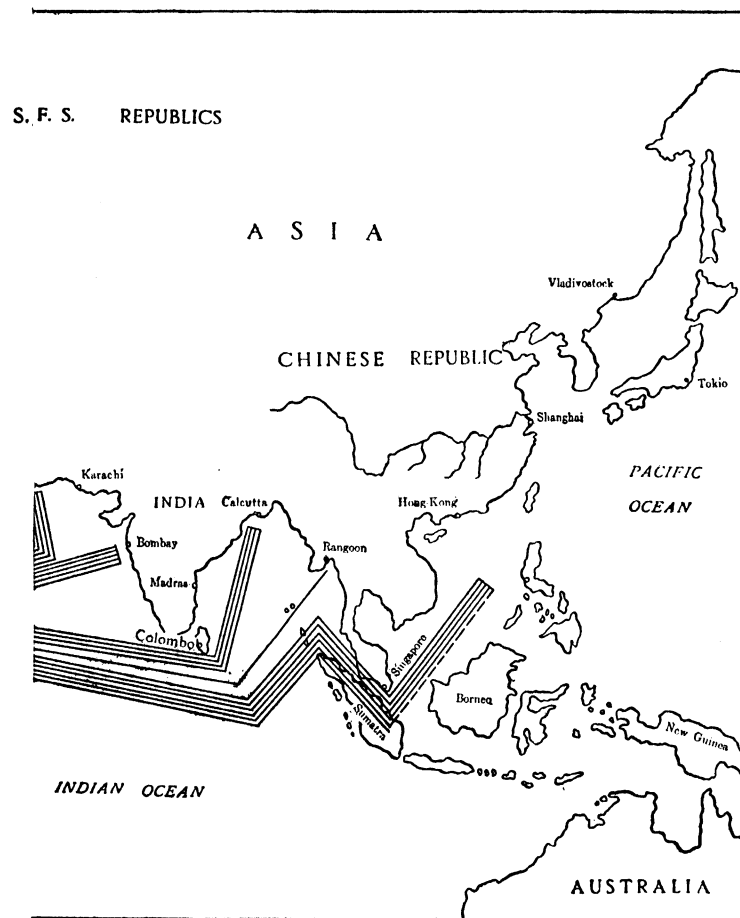 S. F. S. REPUBLICS
ASIA
Vladivostock
CHINESE REPUBLIC
Tokio
Shanghai
PACIFIC
OCEAN
Karachi
INDIA
Calcutta
Hong-Kong
Bombay
Rangoon
Madras
Colombo
Singapore
Borneo
Sumatra
New Guinea
INDIAN OCEAN
AUSTRALIA